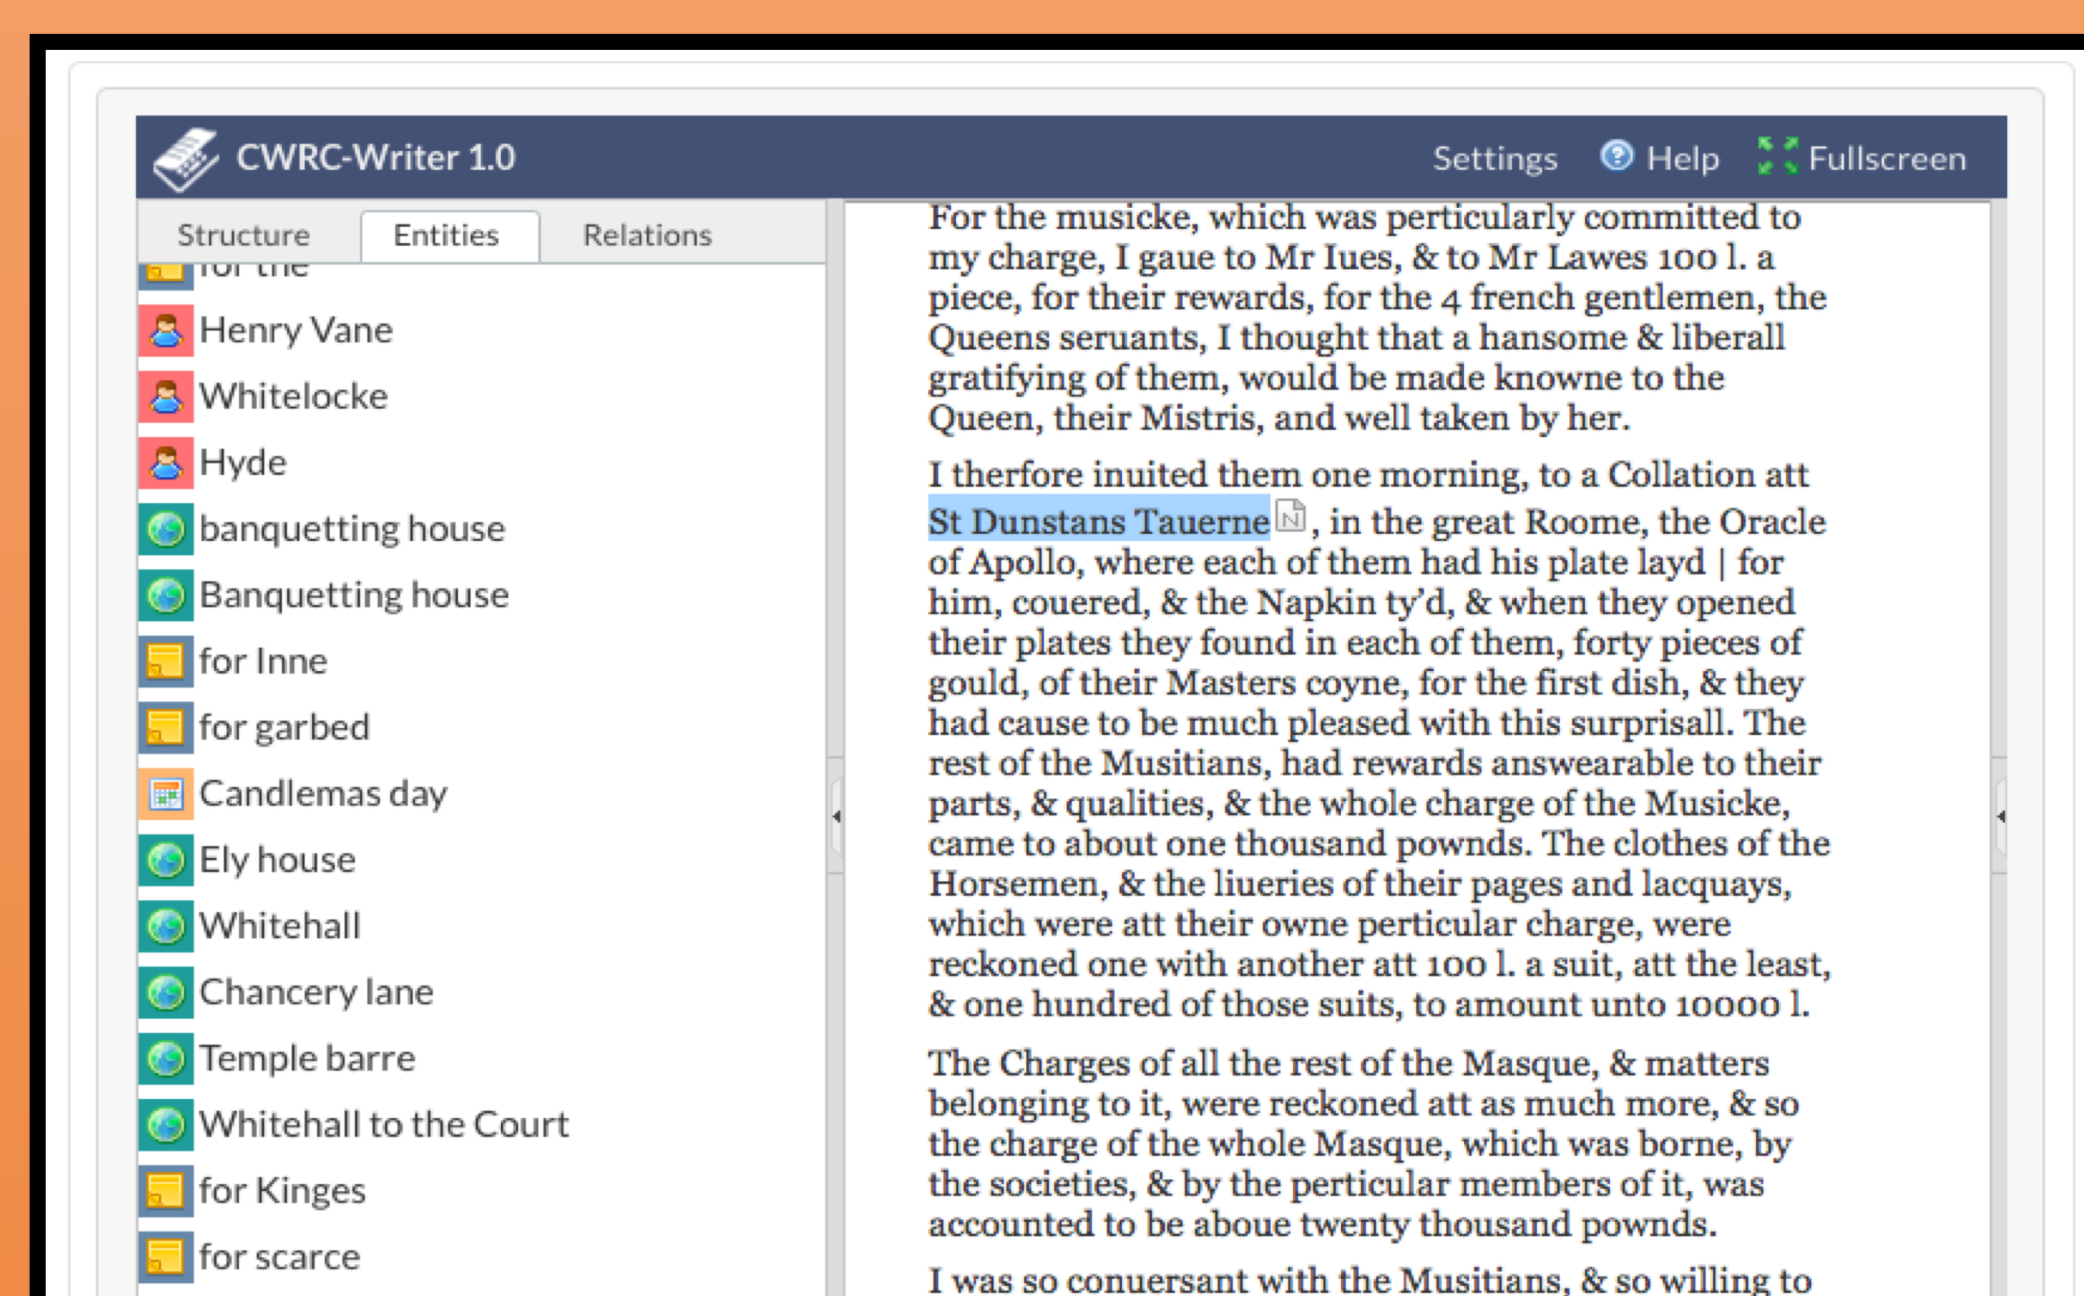 CWRC-Writer 1.0
Settings
Help
Fullscreen
Structure
Entities
Relations
for the
Henry Vane
Whitelocke
Hyde
banquetting house
Banquetting house
for Inne
for garbed
Candlemas day
Ely house
Whitehall
Chancery lane
Temple barre
Whitehall to the Court
for Kinges
for scarce
For the musicke, which was perticularly committed to
my charge, I gaue to Mr Iues, & to Mr Lawes 100 l. a
piece, for their rewards, for the 4 french gentlemen, the
Queens seruants, I thought that a hansome & liberall
gratifying of them, would be made knowne to the
Queen, their Mistris, and well taken by her.
I therfore inuited them one morning, to a Collation att
St Dunstans Tauerne N, in the great Roome, the Oracle
of Apollo, where each of them had his plate layd | for
him, couered, & the Napkin ty’d, & when they opened
their plates they found in each of them, forty pieces of
gould, of their Masters coyne, for the first dish, & they
had cause to be much pleased with this surprisall. The
rest of the Musitians, had rewards answearable to their
parts, & qualities, & the whole charge of the Musicke,
came to about one thousand pownds. The clothes of the
Horsemen, & the liueries of their pages and lacquays,
which were att their owne perticular charge, were
reckoned one with another att 100 l. a suit, att the least,
& one hundred of those suits, to amount unto 10000 l.
The Charges of all the rest of the Masque, & matters
belonging to it, were reckoned att as much more, & so
the charge of the whole Masque, which was borne, by
the societies, & by the perticular members of it, was
accounted to be aboue twenty thousand pownds.
I was so conuersant with the Musitians, & so willing to